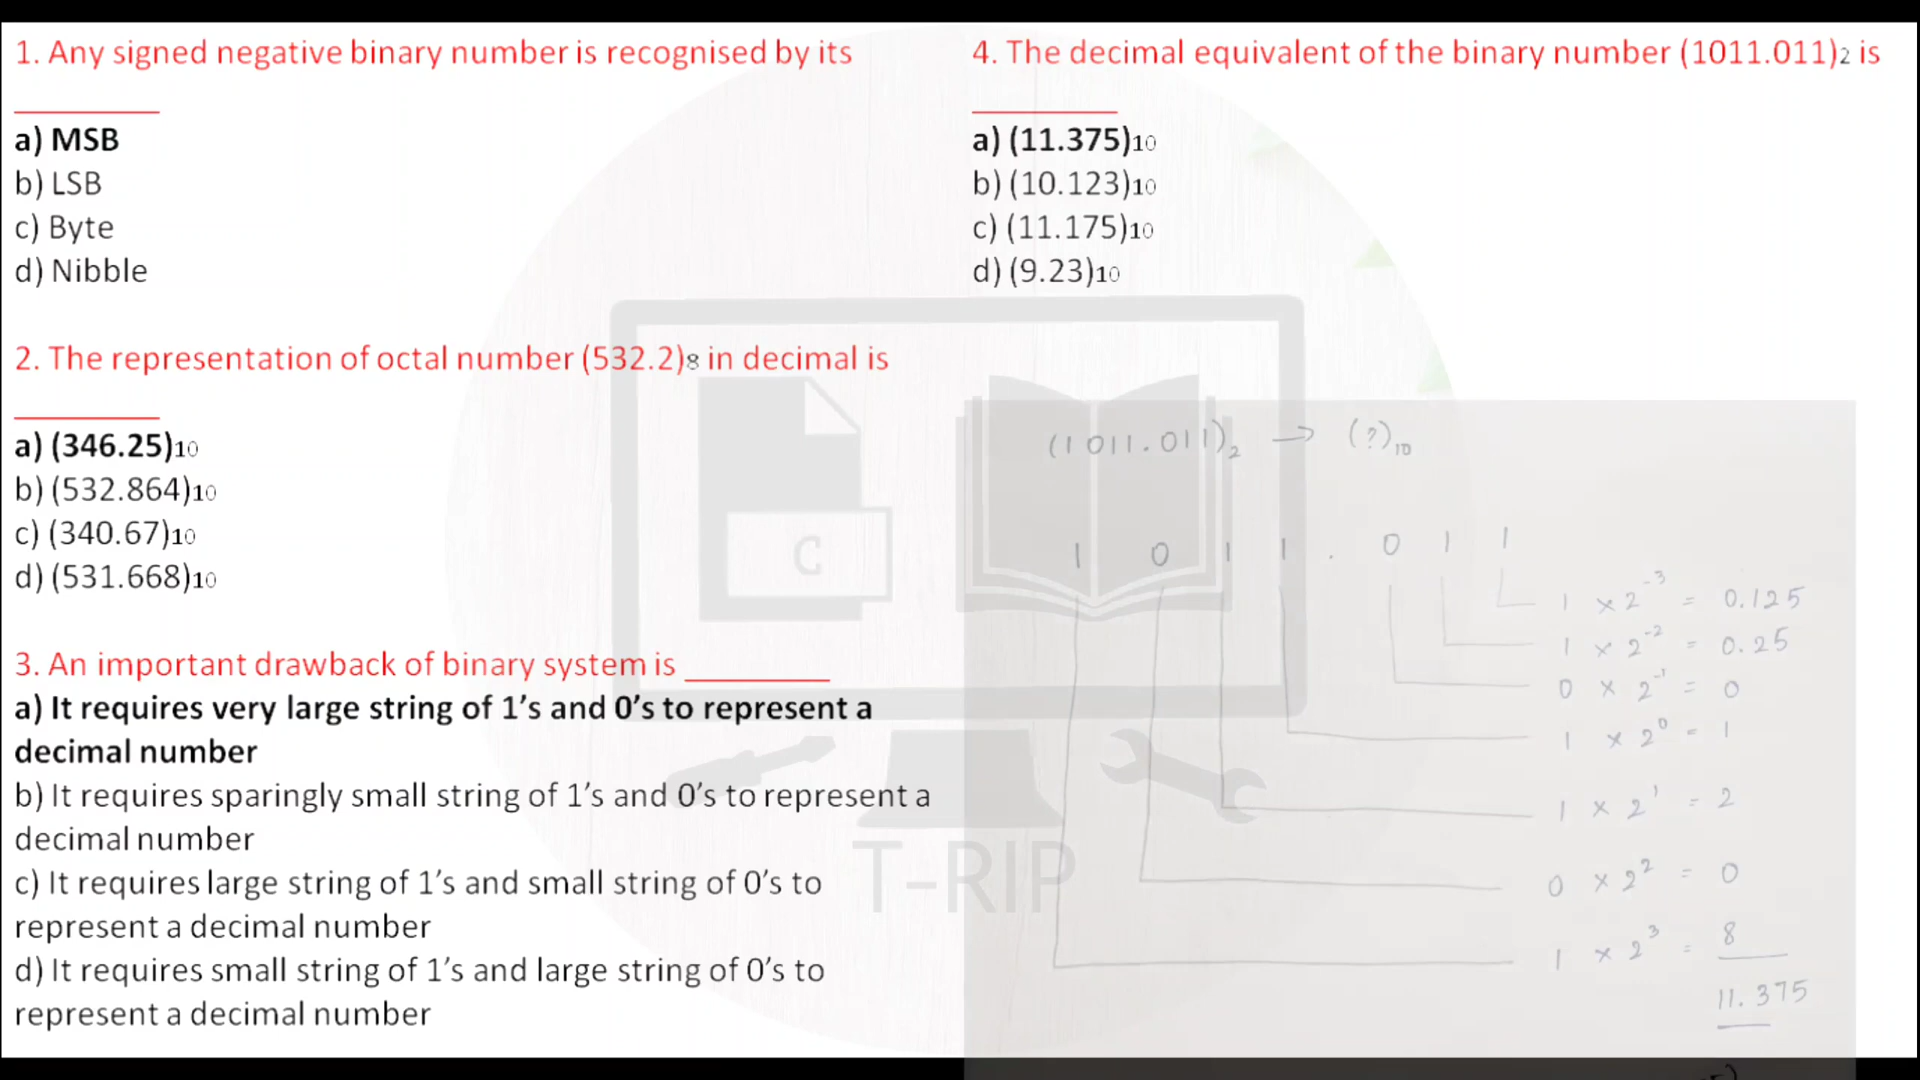 1. Any signed negative binary number is recognised by its
________
a) MSB
b) LSB
c) Byte
d) Nibble
2. The representation of octal number (532.2)8 in decimal is
________
a) (346.25)10
b) (532.864)10
c) (340.67)10
d) (531.668)10
3. An important drawback of binary system is ________
a) It requires very large string of 1’s and 0’s to represent a
decimal number
b) It requires sparingly small string of 1’s and 0’s to represent a
decimal number
c) It requires large string of 1’s and small string of 0’s to
represent a decimal number
d) It requires small string of 1’s and large string of 0’s to
represent a decimal number
4. The decimal equivalent of the binary number (1011.011)2 is
________
a) (11.375)10
b) (10.123)10
c) (11.175)10
d) (9.23)10
C
T-RIP
(1011.011)₂ → (?)₁₀
1 0 1 1 . 0 1 1
1 × 2⁻³ = 0.125
1 × 2⁻² = 0.25
0 × 2⁻¹ = 0
1 × 2⁰ = 1
1 × 2¹ = 2
0 × 2² = 0
1 × 2³ = 8
11.375